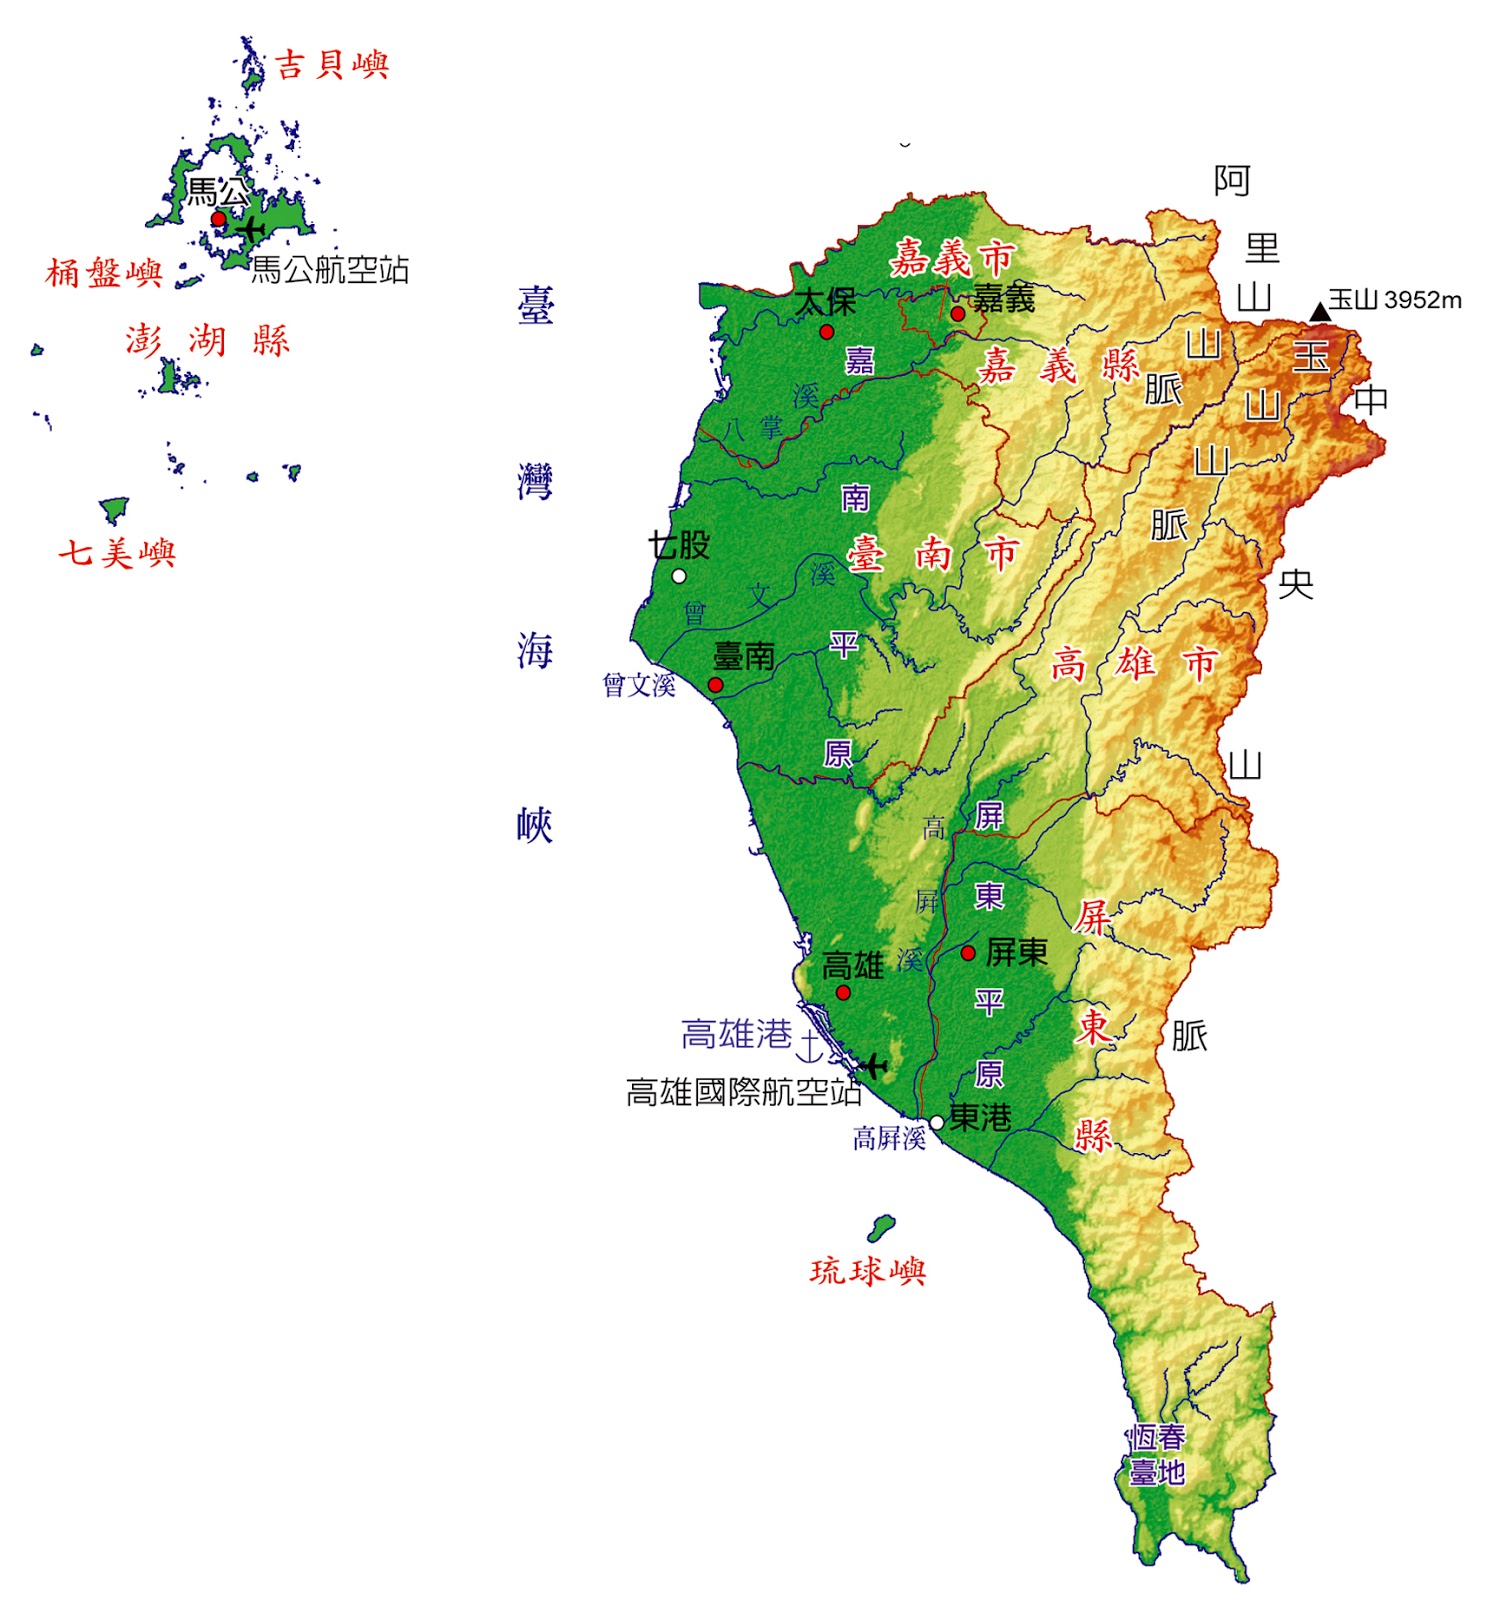 吉貝嶼
馬公
馬公航空站
桶盤嶼
澎湖縣
七美嶼
臺灣海峽
阿里山山脈
玉山 3952m
玉山山脈
中央山脈
嘉義市
嘉義
太保
嘉義縣
八掌溪
嘉南平原
臺南市
七股
曾文溪
曾文溪
臺南
高雄市
高屏溪
屏東平原
屏東
屏東縣
高雄
高雄港
高雄國際航空站
東港
高屏溪
琉球嶼
恆春
臺地